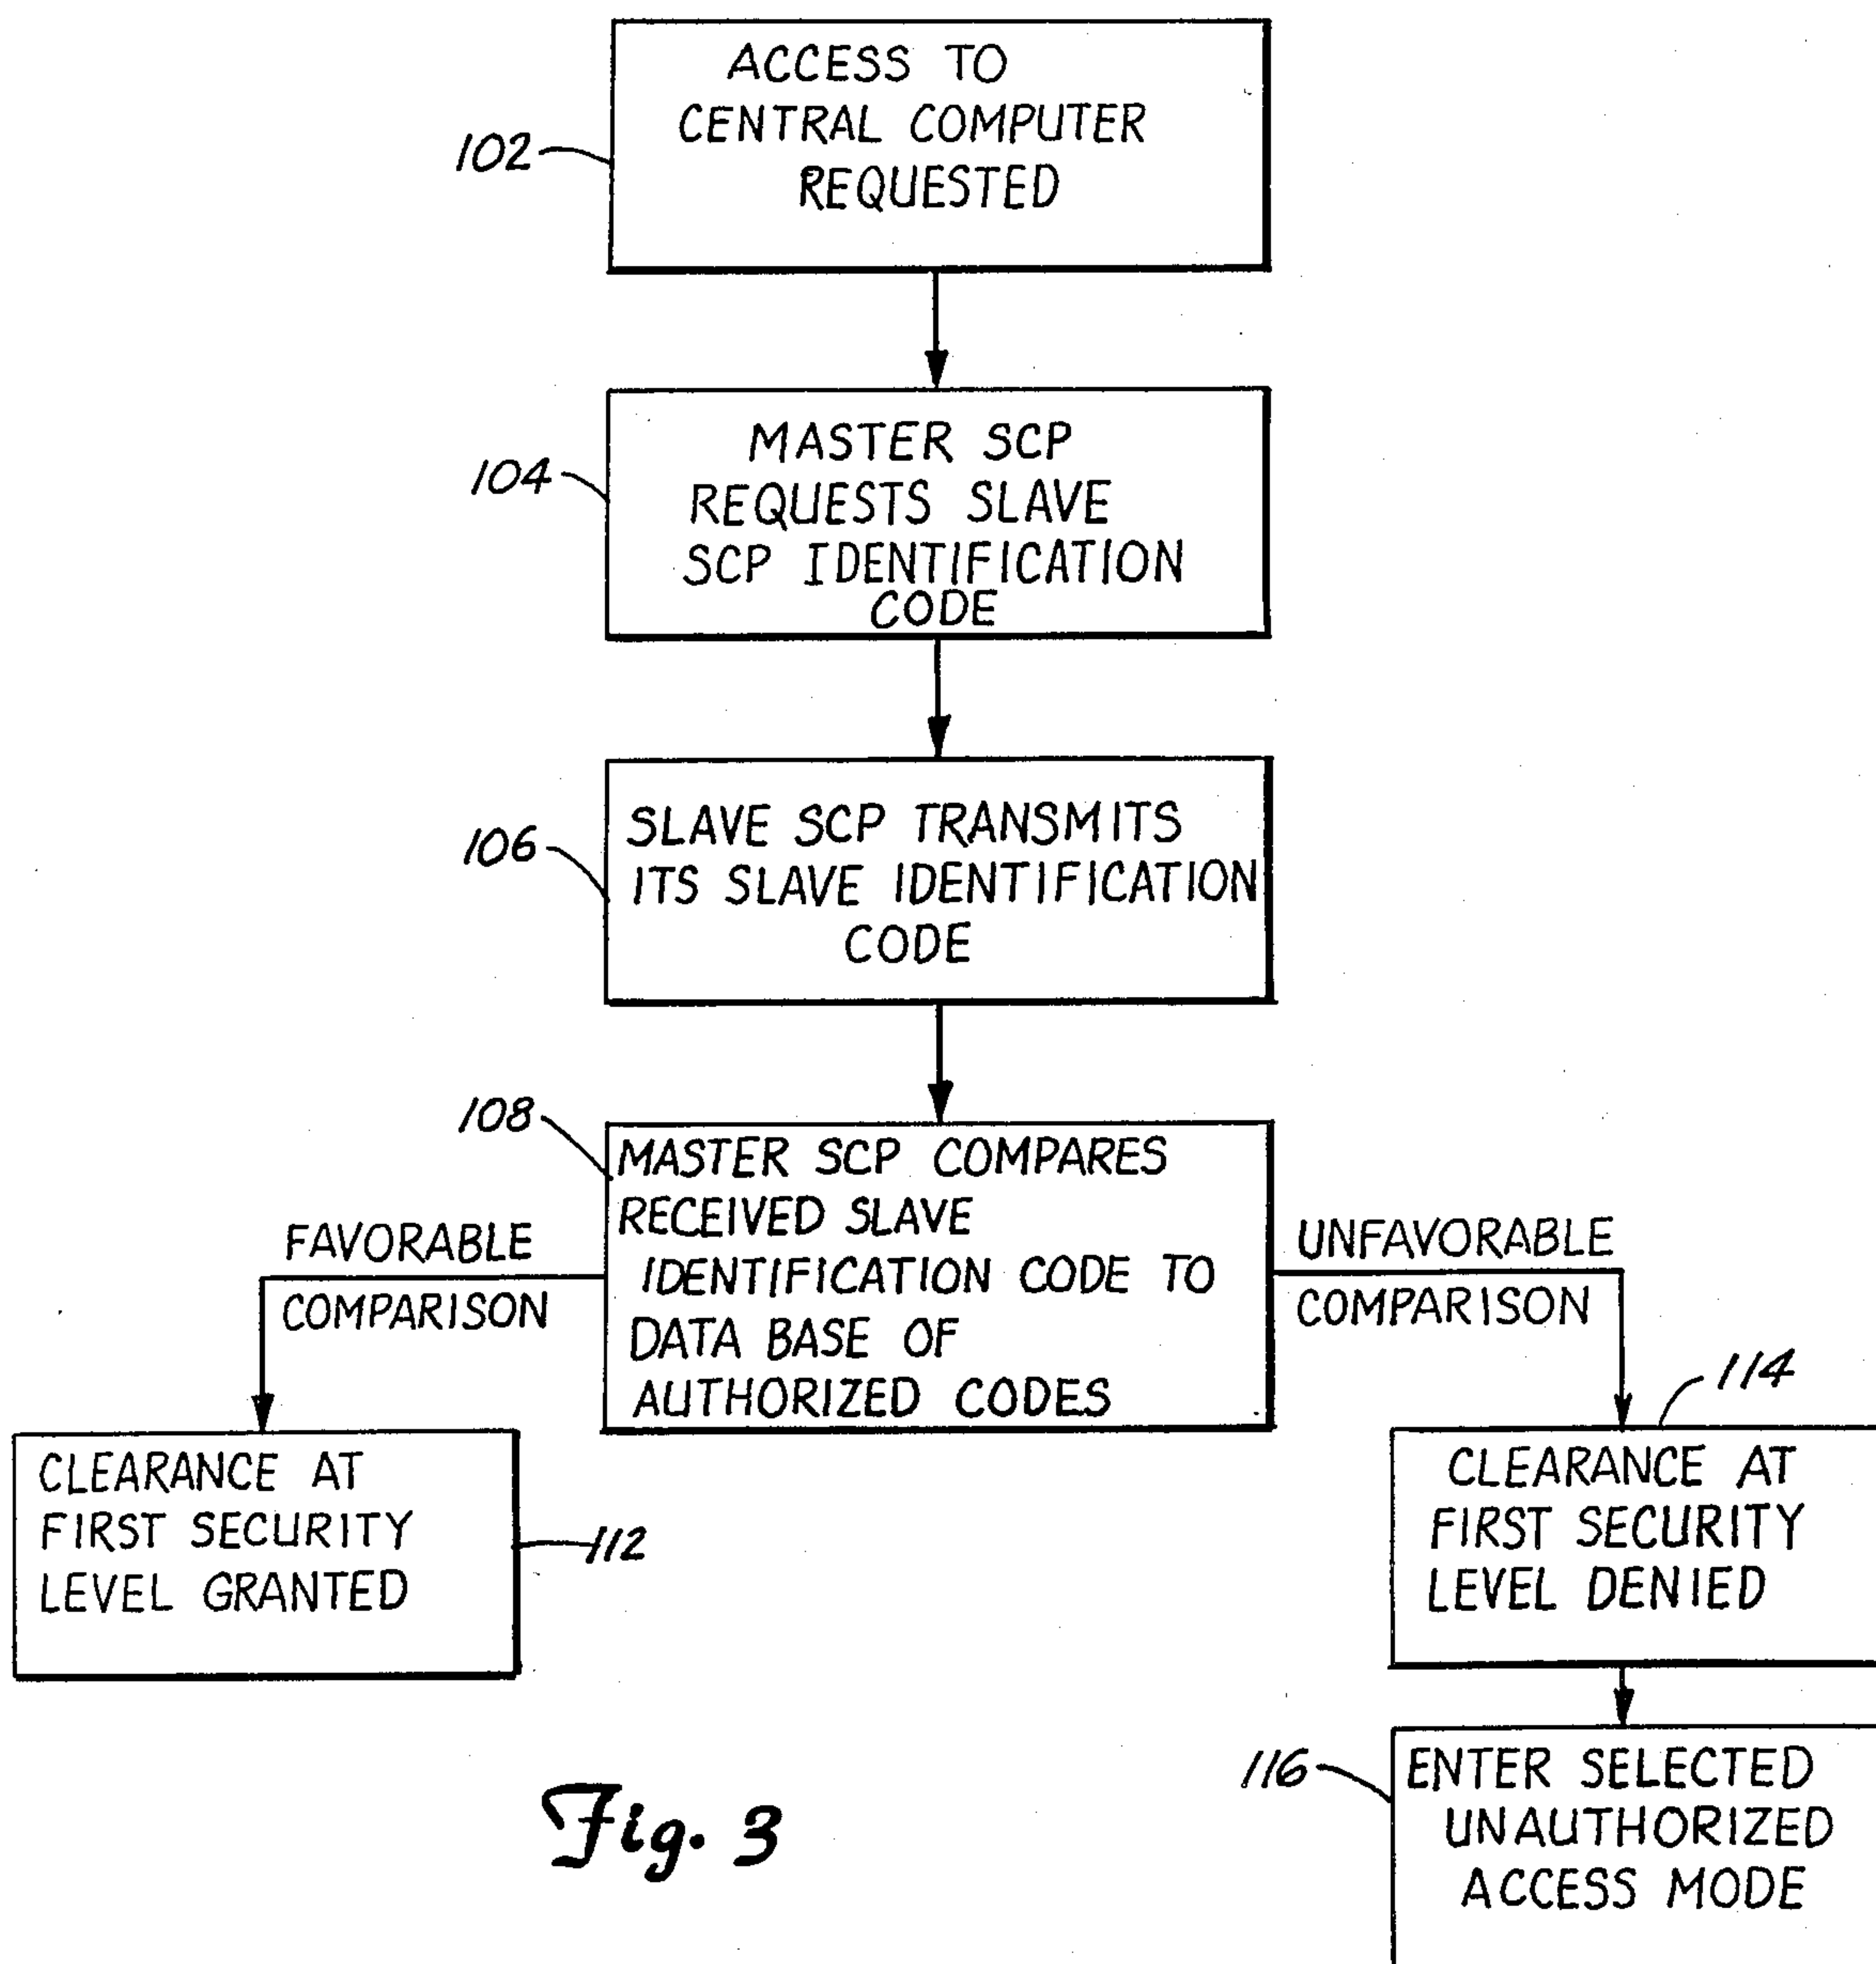 ACCESS TO
CENTRAL COMPUTER
REQUESTED
102
MASTER SCP
REQUESTS SLAVE
SCP IDENTIFICATION
CODE
104
SLAVE SCP TRANSMITS
ITS SLAVE IDENTIFICATION
CODE
106
108
MASTER SCP COMPARES
RECEIVED SLAVE
IDENTIFICATION CODE TO
DATA BASE OF
AUTHORIZED CODES
FAVORABLE
COMPARISON
UNFAVORABLE
COMPARISON
CLEARANCE AT
FIRST SECURITY
LEVEL GRANTED
112
114
CLEARANCE AT
FIRST SECURITY
LEVEL DENIED
116
ENTER SELECTED
UNAUTHORIZED
ACCESS MODE
Fig. 3